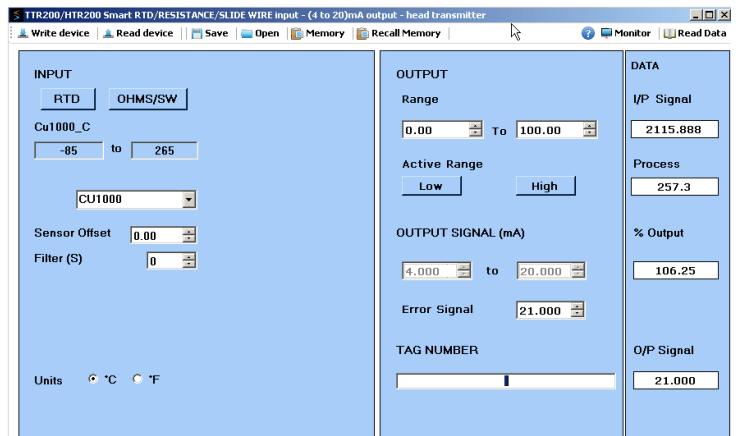 TTR200/HTR200 Smart RTD/RESISTANCE/SLIDE WIRE input - (4 to 20)mA output - head transmitter
Write device Read device Save Open Memory Recall Memory ? Monitor Read Data
INPUT
RTD OHMS/SW
Cu1000_C
-85 to 265
CU1000
Sensor Offset 0.00
Filter (S) 0
Units °C °F
OUTPUT
Range
0.00 To 100.00
Active Range
Low High
OUTPUT SIGNAL (mA)
4.000 to 20.000
Error Signal 21.000
TAG NUMBER
DATA
I/P Signal
2115.888
Process
257.3
% Output
106.25
O/P Signal
21.000